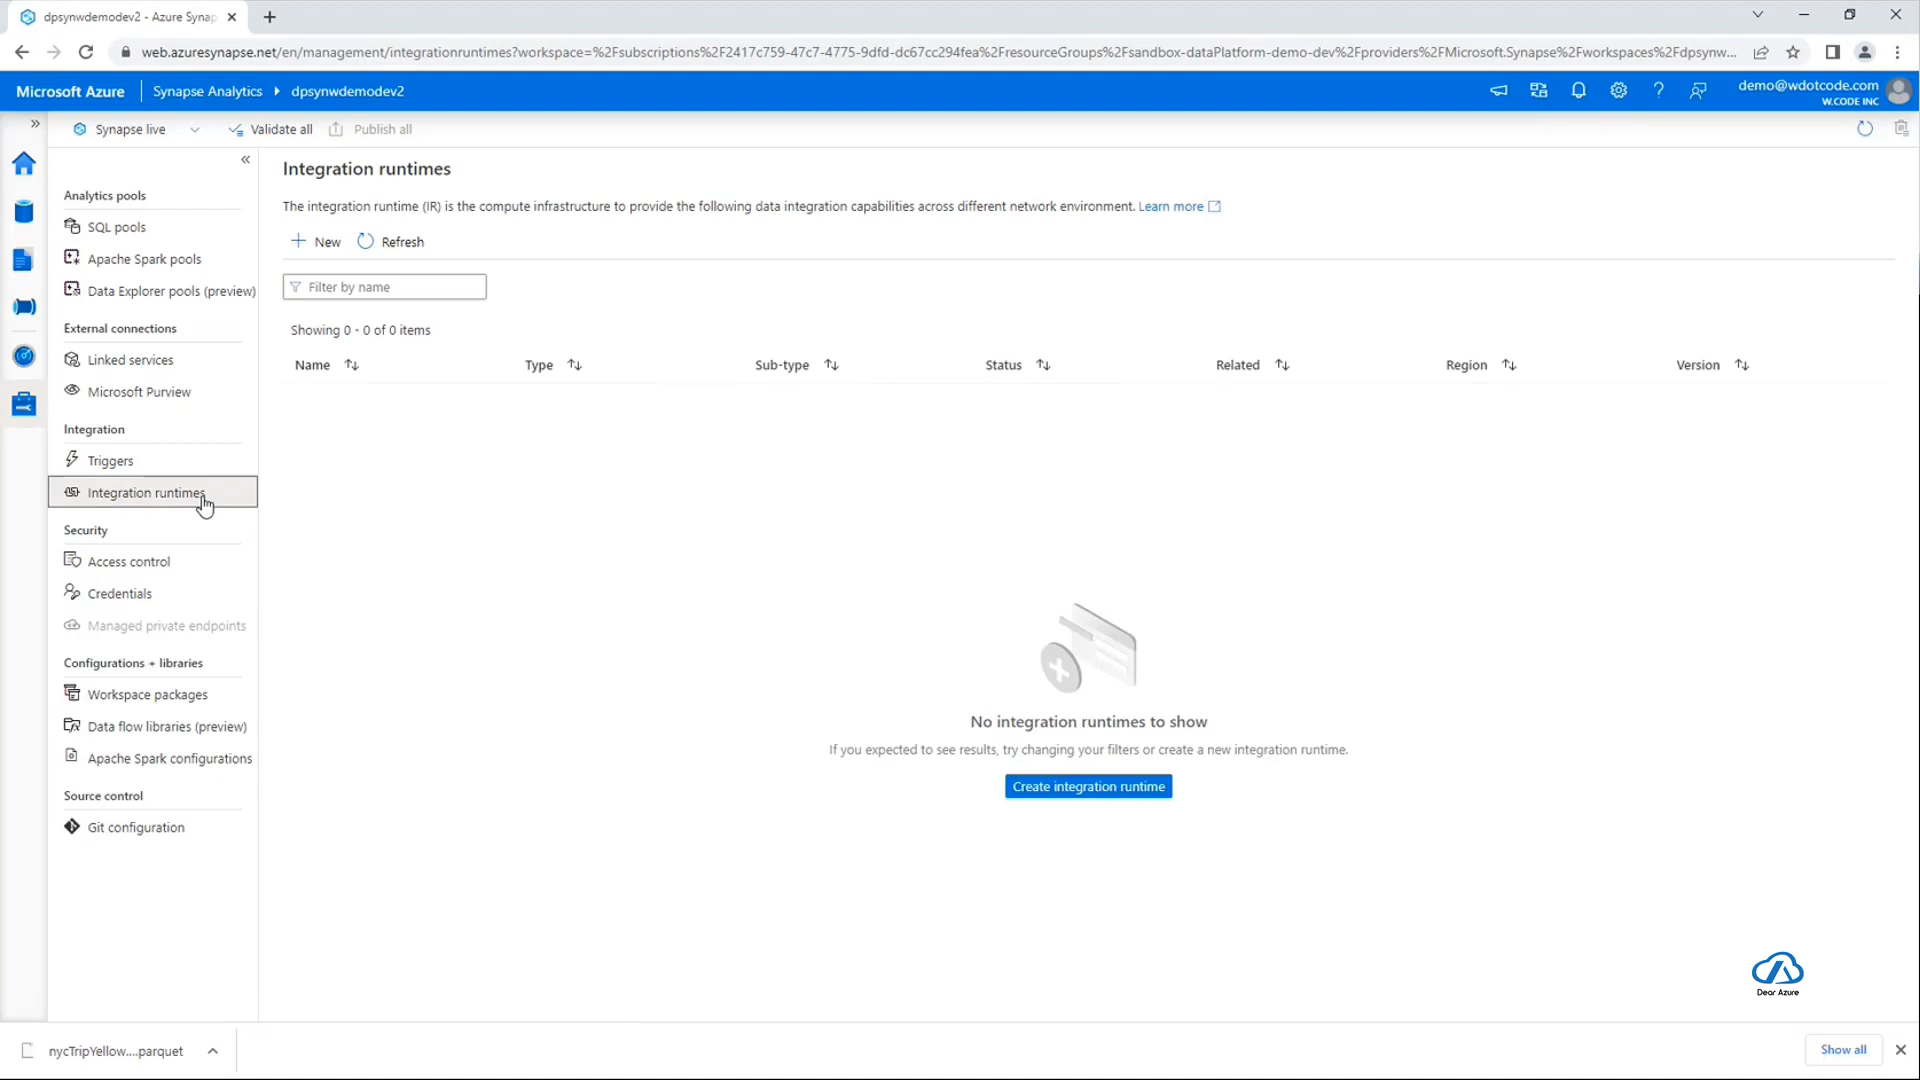 dpsynwdemodev2 - Azure Synap
web.azuresynapse.net/en/management/integrationruntimes?workspace=%2Fsubscriptions%2F2417c759-47c7-4775-9dfd-dc67cc294fea%2FresourceGroups%2Fsandbox-dataPlatform-demo-dev%2Fproviders%2FMicrosoft.Synapse%2Fworkspaces%2Fdpsynw...
Microsoft Azure Synapse Analytics dpsynwdemodev2
demo@wdotcode.com
W.CODE INC
Synapse live Validate all Publish all
Analytics pools
SQL pools
Apache Spark pools
Data Explorer pools (preview)
External connections
Linked services
Microsoft Purview
Integration
Triggers
Integration runtimes
Security
Access control
Credentials
Managed private endpoints
Configurations + libraries
Workspace packages
Data flow libraries (preview)
Apache Spark configurations
Source control
Git configuration
Integration runtimes
The integration runtime (IR) is the compute infrastructure to provide the following data integration capabilities across different network environment. Learn more
New Refresh
Filter by name
Showing 0 - 0 of 0 items
Name Type Sub-type Status Related Region Version
No integration runtimes to show
If you expected to see results, try changing your filters or create a new integration runtime.
Create integration runtime
Dear Azure
nycTripYellow....parquet
Show all